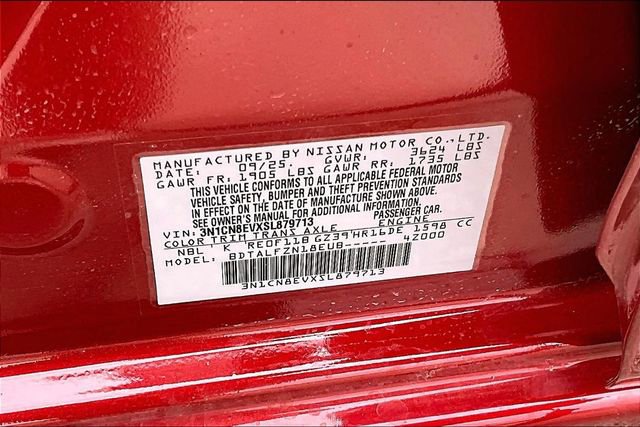 MANUFACTURED BY NISSAN MOTOR CO.,LTD.
DATE: 09/25. GVWR: 3624 LBS
GAWR FR: 1905 LBS GAWR RR: 1735 LBS
THIS VEHICLE CONFORMS TO ALL APPLICABLE FEDERAL MOTOR
VEHICLE SAFETY, BUMPER AND THEFT PREVENTION STANDARDS
IN EFFECT ON THE DATE OF MANUFACTURE SHOWN ABOVE.
SEE OWNER'S MANUAL FOR ADDITIONAL INFORMATION.
VIN: 3N1CN8EVXSL879713 PASSENGER CAR.
COLOR TRIM TRANS AXLE ENGINE
NBL K RE0F11B GZ39 HR16DE 1598 CC
MODEL: BDTALFZN18EUB----- 42000
3N1CN8EVXSL879713